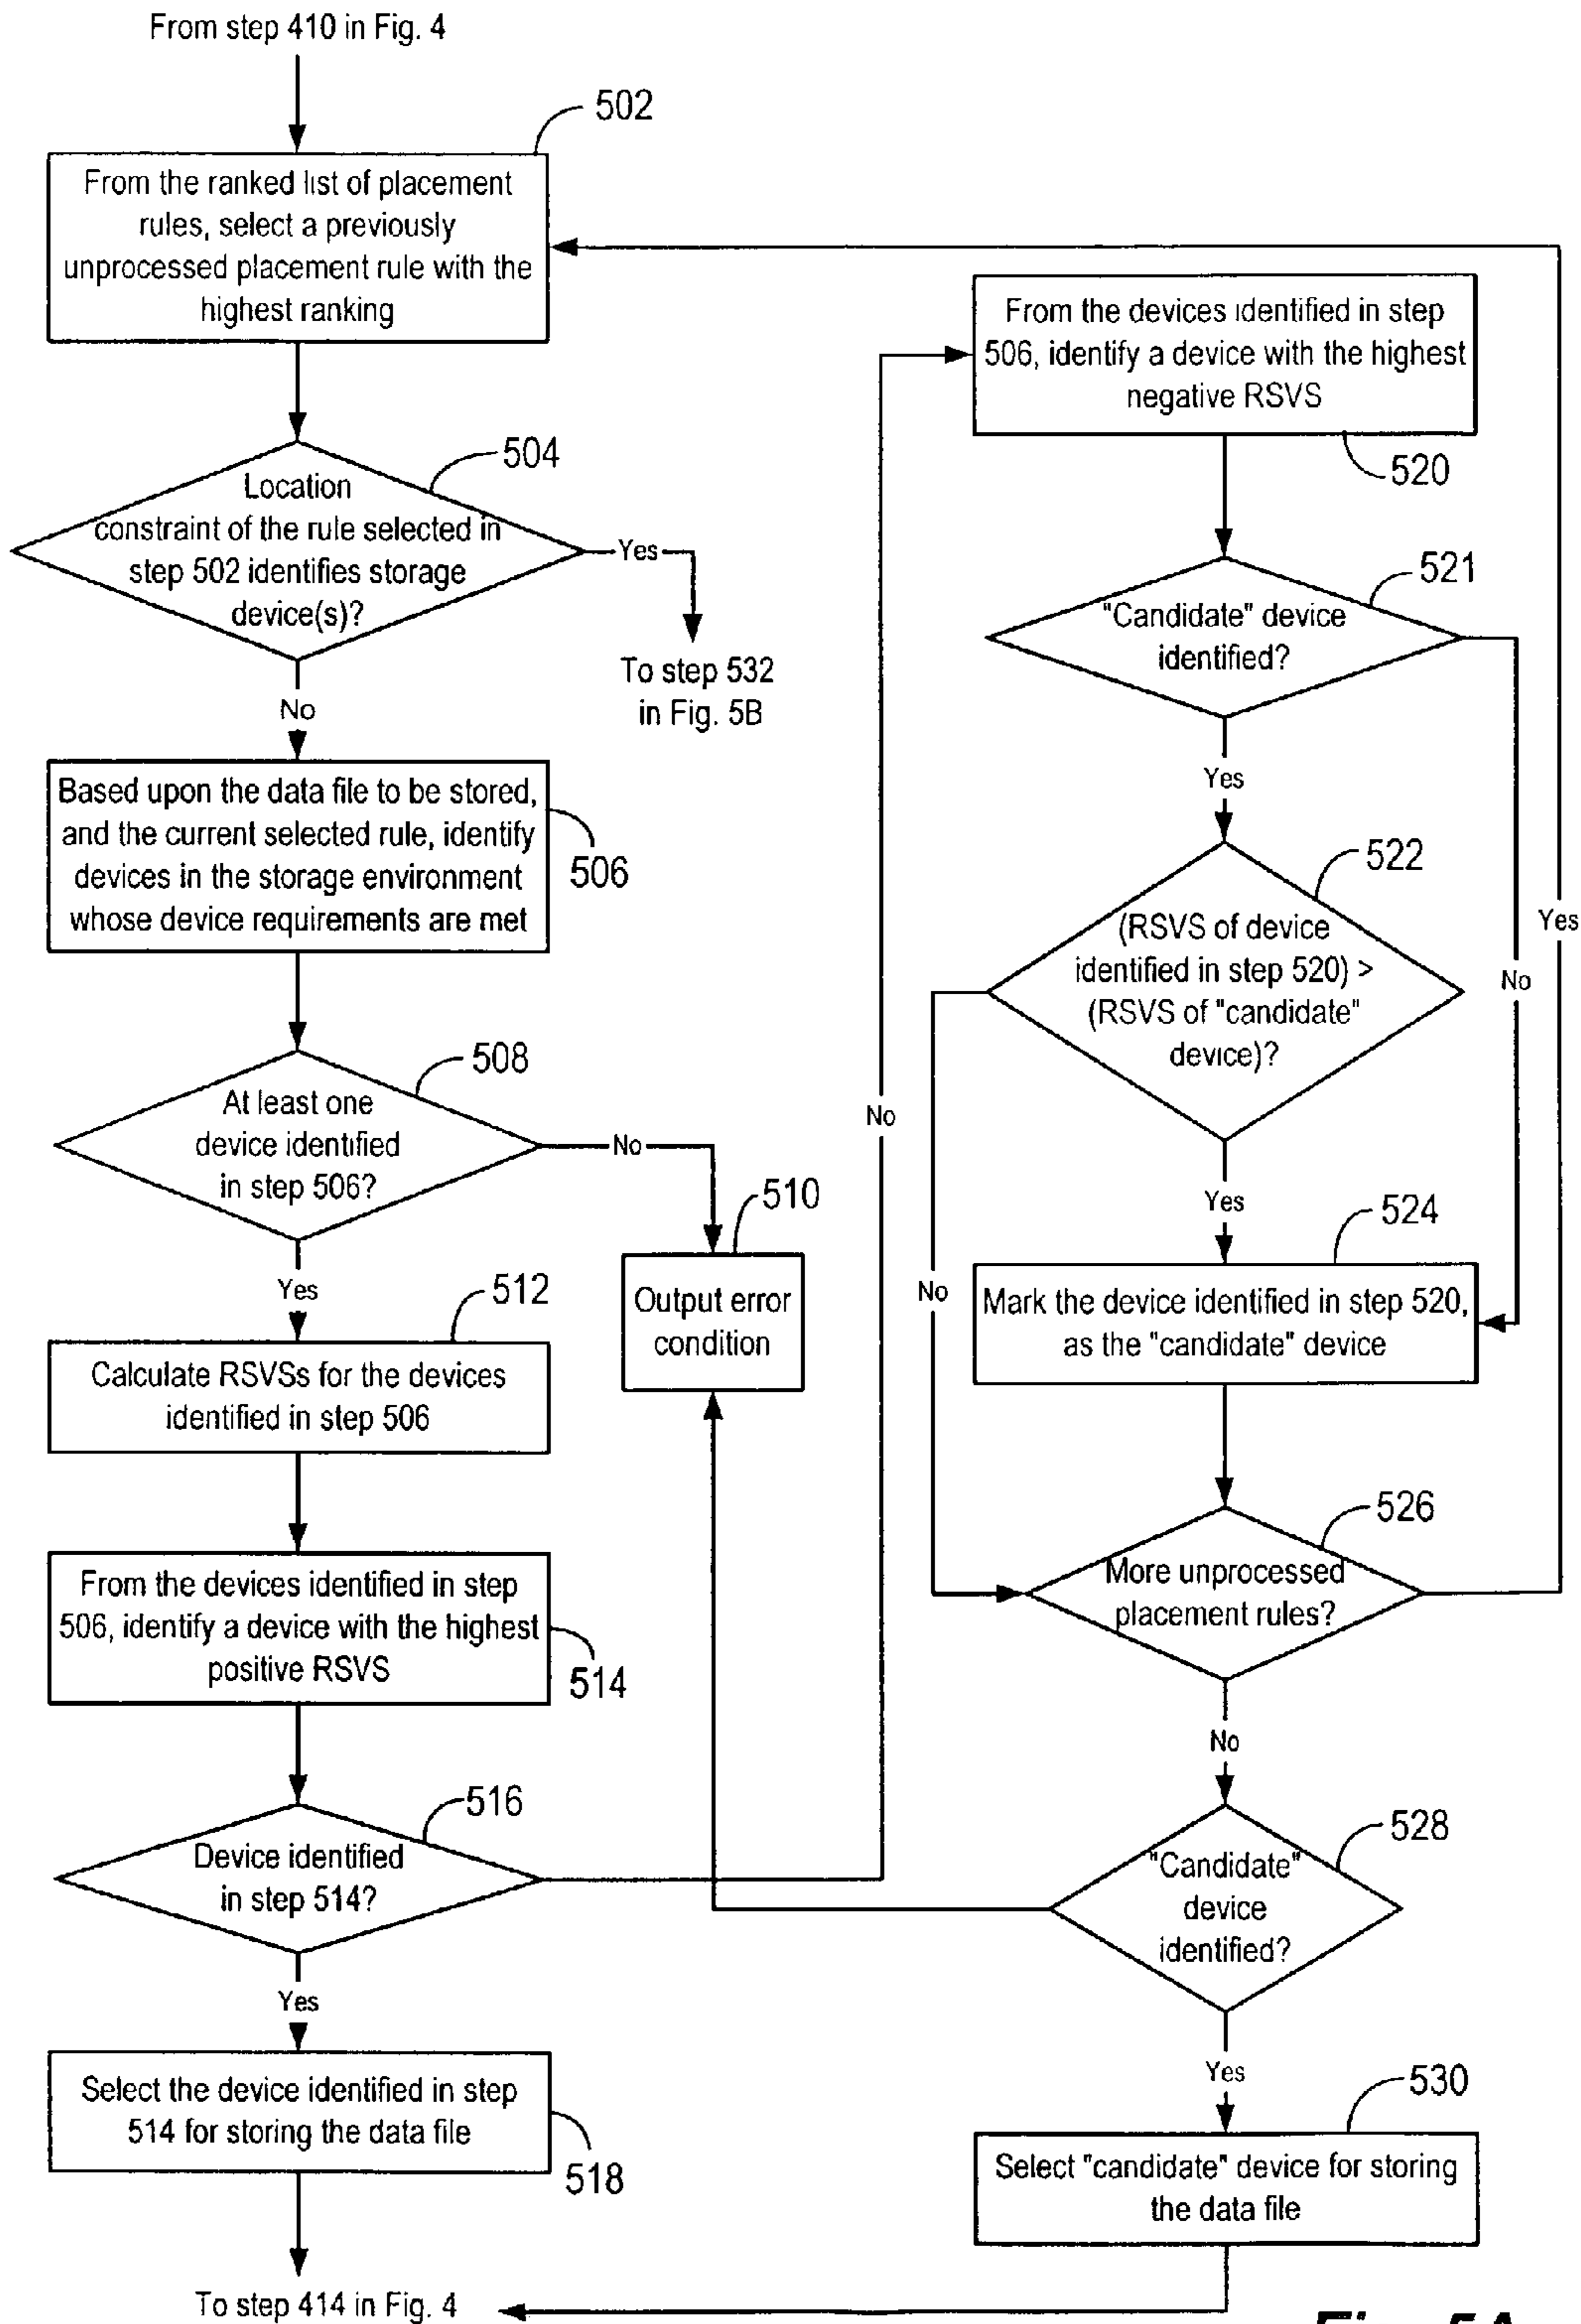 From step 410 in Fig. 4
502
From the ranked list of placement
rules, select a previously
unprocessed placement rule with the
highest ranking
504
Location
constraint of the rule selected in
step 502 identifies storage
device(s)?
Yes
To step 532
in Fig. 5B
No
Based upon the data file to be stored,
and the current selected rule, identify
devices in the storage environment
whose device requirements are met
506
508
At least one
device identified
in step 506?
No
510
Output error
condition
Yes
512
Calculate RSVSs for the devices
identified in step 506
From the devices identified in step
506, identify a device with the highest
positive RSVS
514
516
Device identified
in step 514?
No
Yes
Select the device identified in step
514 for storing the data file
518
To step 414 in Fig. 4
From the devices identified in step
506, identify a device with the highest
negative RSVS
520
521
"Candidate" device
identified?
No
Yes
522
(RSVS of device
identified in step 520) >
(RSVS of "candidate"
device)?
No
Yes
524
Mark the device identified in step 520,
as the "candidate" device
526
More unprocessed
placement rules?
Yes
No
528
"Candidate"
device
identified?
Yes
530
Select "candidate" device for storing
the data file